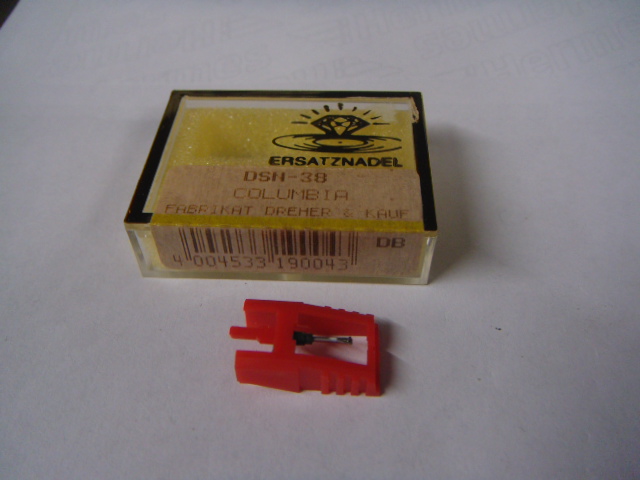 ERSATZNADEL
DSN-38
COLUMBIA
FABRIKAT DREHER & KAUF
DB
4 004533 190043